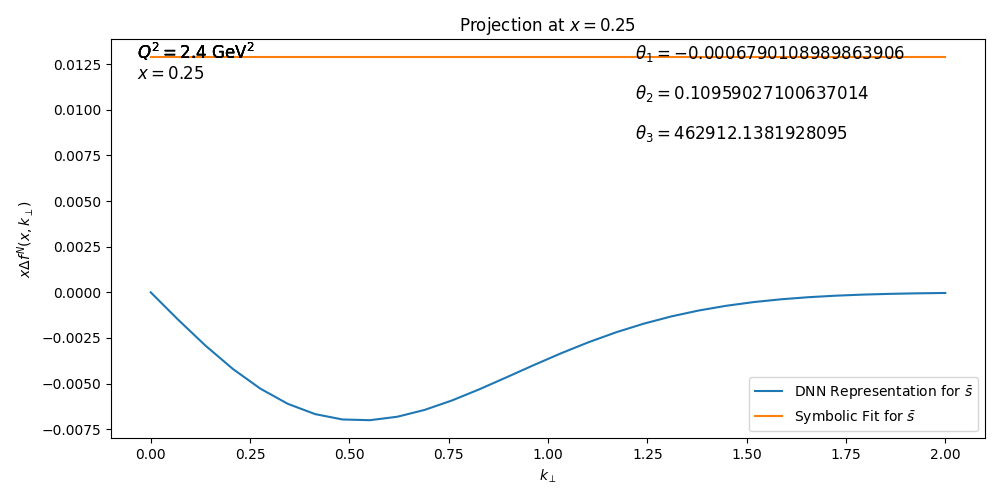 Projection at x = 0.25
Q² = 2.4 GeV²
x = 0.25
θ₁ = −0.0006790108989863906
θ₂ = 0.10959027100637014
θ₃ = 462912.1381928095
xΔfᴺ(x, k⊥)
0.0125
0.0100
0.0075
0.0050
0.0025
0.0000
−0.0025
−0.0050
−0.0075
DNN Representation for s̄
Symbolic Fit for s̄
0.00 0.25 0.50 0.75 1.00 1.25 1.50 1.75 2.00
k⊥